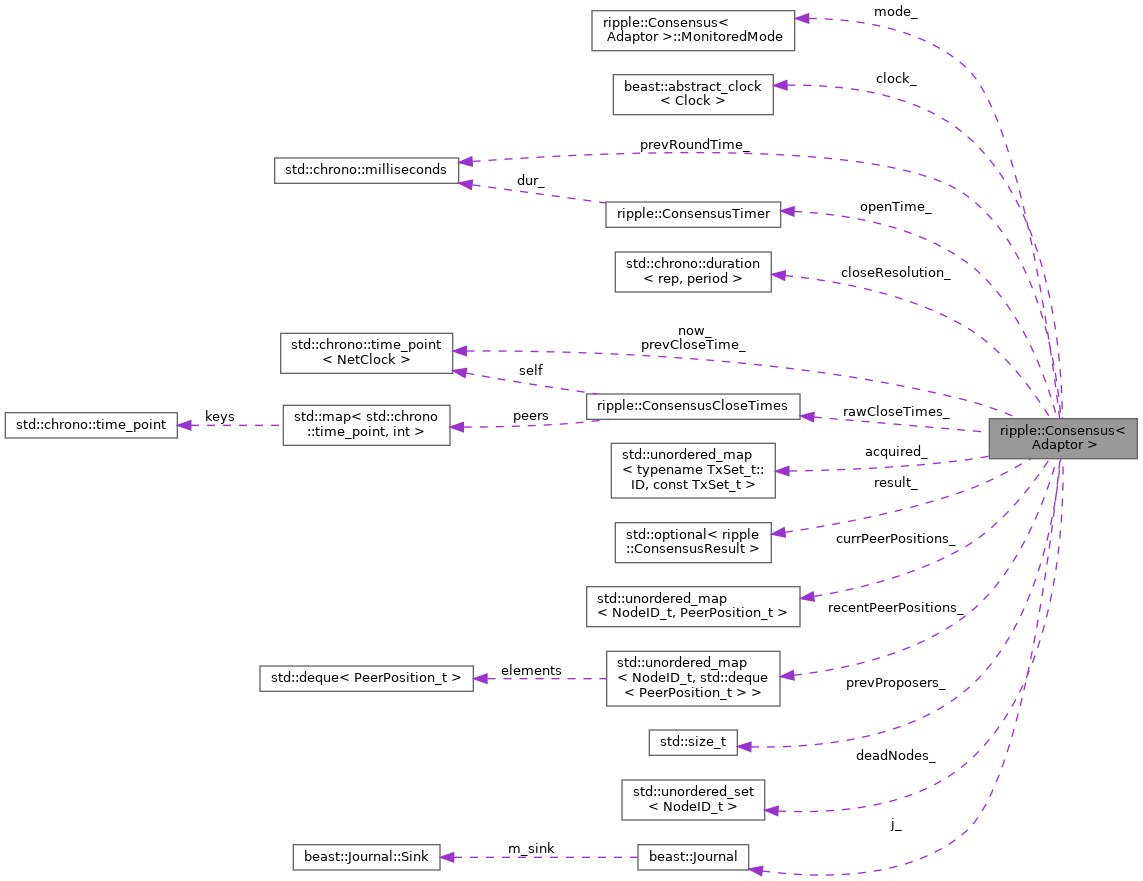 mode_
ripple::Consensus<
Adaptor >::MonitoredMode
clock_
beast::abstract_clock
< Clock >
prevRoundTime_
std::chrono::milliseconds
dur_
openTime_
ripple::ConsensusTimer
std::chrono::duration
< rep, period >
closeResolution_
now_
prevCloseTime_
std::chrono::time_point
< NetClock >
self
ripple::ConsensusCloseTimes
rawCloseTimes_
peers
keys
std::map< std::chrono
::time_point, int >
std::chrono::time_point
ripple::Consensus<
Adaptor >
std::unordered_map
< typename TxSet_t::
ID, const TxSet_t >
acquired_
result_
std::optional< ripple
::ConsensusResult >
currPeerPositions_
std::unordered_map
< NodeID_t, PeerPosition_t >
recentPeerPositions_
std::deque< PeerPosition_t >
elements
std::unordered_map
< NodeID_t, std::deque
< PeerPosition_t > >
prevProposers_
std::size_t
deadNodes_
std::unordered_set
< NodeID_t >
j_
beast::Journal::Sink
m_sink
beast::Journal